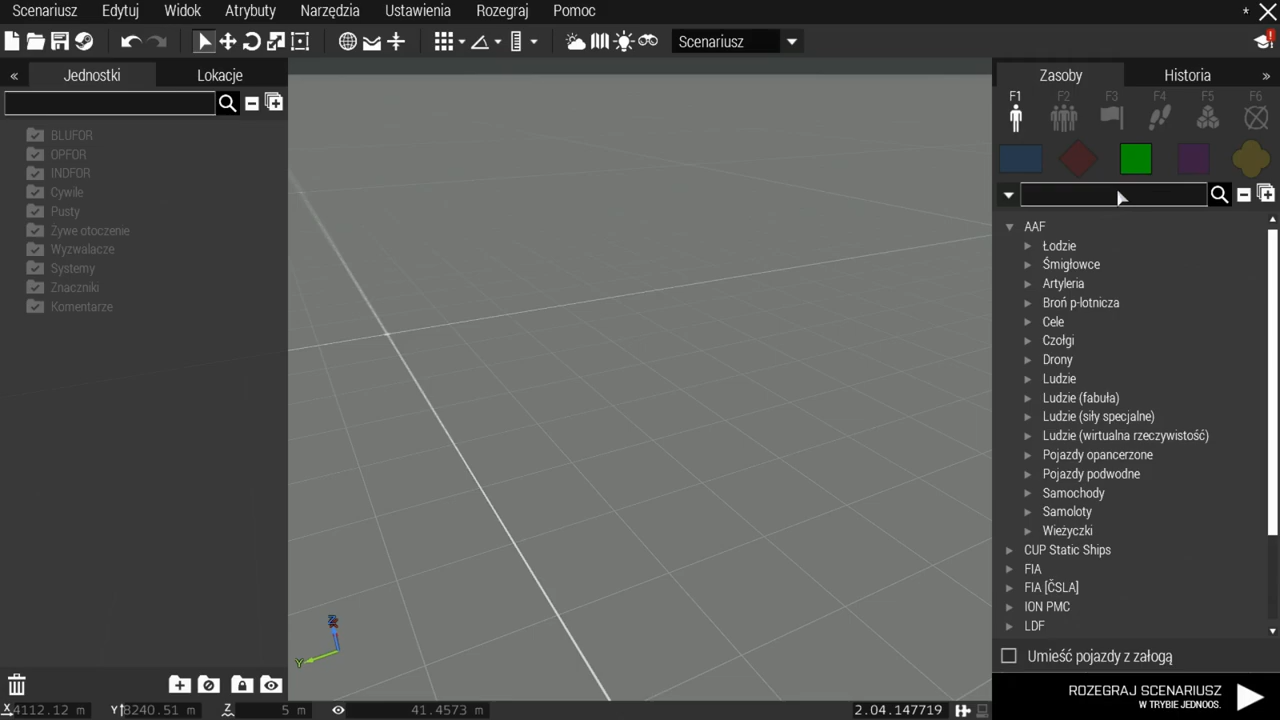 Scenariusz Edytuj Widok Atrybuty Narzędzia Ustawienia Rozegraj Pomoc *
Scenariusz
Jednostki Lokacje
Zasoby Historia
F1 F2 F3 F4 F5 F6
BLUFOR
OPFOR
INDFOR
Cywile
Pusty
Żywe otoczenie
Wyzwalacze
Systemy
Znaczniki
Komentarze
AAF
Łodzie
Śmigłowce
Artyleria
Broń p-lotnicza
Cele
Czołgi
Drony
Ludzie
Ludzie (fabuła)
Ludzie (siły specjalne)
Ludzie (wirtualna rzeczywistość)
Pojazdy opancerzone
Pojazdy podwodne
Samochody
Samoloty
Wieżyczki
CUP Static Ships
FIA
FIA [ČSLA]
ION PMC
LDF
Umieść pojazdy z załogą
Z
Y
ROZEGRAJ SCENARIUSZ
W TRYBIE JEDNOOS.
X 4112.12 m Y 8240.51 m Z 5 m 41.4573 m 2.04.147719